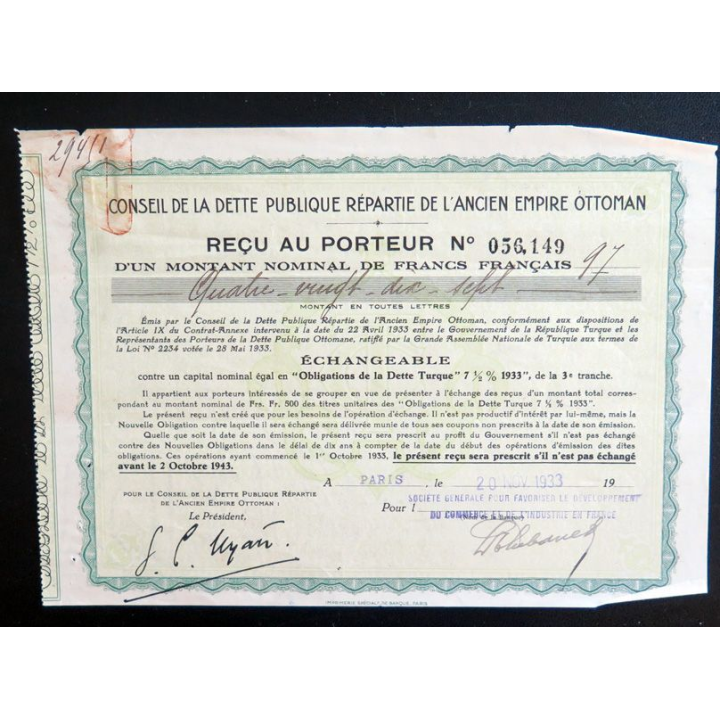 294/1
CONSEIL DE LA DETTE PUBLIQUE RÉPARTIE DE L'ANCIEN EMPIRE OTTOMAN
REÇU AU PORTEUR No 056,149
D'UN MONTANT NOMINAL DE FRANCS FRANÇAIS 97
Quatre-vingt-dix-sept
MONTANT EN TOUTES LETTRES
Émis par le Conseil de la Dette Publique Répartie de l'Ancien Empire Ottoman, conformément aux dispositions de
l'Article IX du Contrat-Annexe intervenu à la date du 22 Avril 1933 entre le Gouvernement de la République Turque et les
Représentants des Porteurs de la Dette Publique Ottomane, ratifié par la Grande Assemblée Nationale de Turquie aux termes de
la Loi No 2234 votée le 28 Mai 1933.
ÉCHANGEABLE
contre un capital nominal égal en "Obligations de la Dette Turque" 7 ½ % 1933", de la 3e tranche.
Il appartient aux porteurs intéressés de se grouper en vue de présenter à l'échange des reçus d'un montant total corres-
pondant au montant nominal de Frs. Fr. 500 des titres unitaires des "Obligations de la Dette Turque 7 ½ % 1933".
Le présent reçu n'est créé que pour les besoins de l'opération d'échange. Il n'est pas productif d'intérêt par lui-même, mais la
Nouvelle Obligation contre laquelle il sera échangé sera délivrée munie de tous ses coupons non prescrits à la date de son émission.
Quelle que soit la date de son émission, le présent reçu sera prescrit au profit du Gouvernement s'il n'est pas échangé
contre des Nouvelles Obligations dans le délai de dix ans à compter de la date du début des opérations d'émission des dites
obligations. Ces opérations ayant commencé le 1er Octobre 1933, le présent reçu sera prescrit s'il n'est pas échangé
avant le 2 Octobre 1943.
A PARIS, le 20 NOV 1933 19
POUR LE CONSEIL DE LA DETTE PUBLIQUE RÉPARTIE
DE L'ANCIEN EMPIRE OTTOMAN :
Le Président,
Pour l
SOCIÉTÉ GÉNÉRALE POUR FAVORISER LE DÉVELOPPEMENT
DU COMMERCE ET DE L'INDUSTRIE EN FRANCE
IMPRIMERIE SPÉCIALE DE BANQUE, PARIS